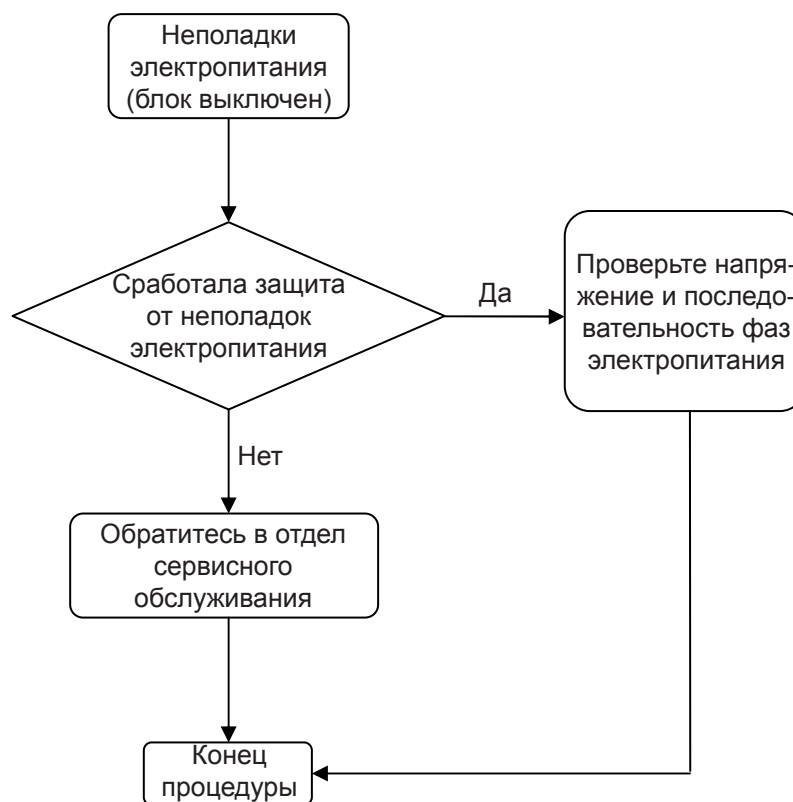 Неполадки
электропитания
(блок выключен)
Сработала защита
от неполадок
электропитания
Да
Проверьте напря-
жение и последо-
вательность фаз
электропитания
Нет
Обратитесь в отдел
сервисного
обслуживания
Конец
процедуры